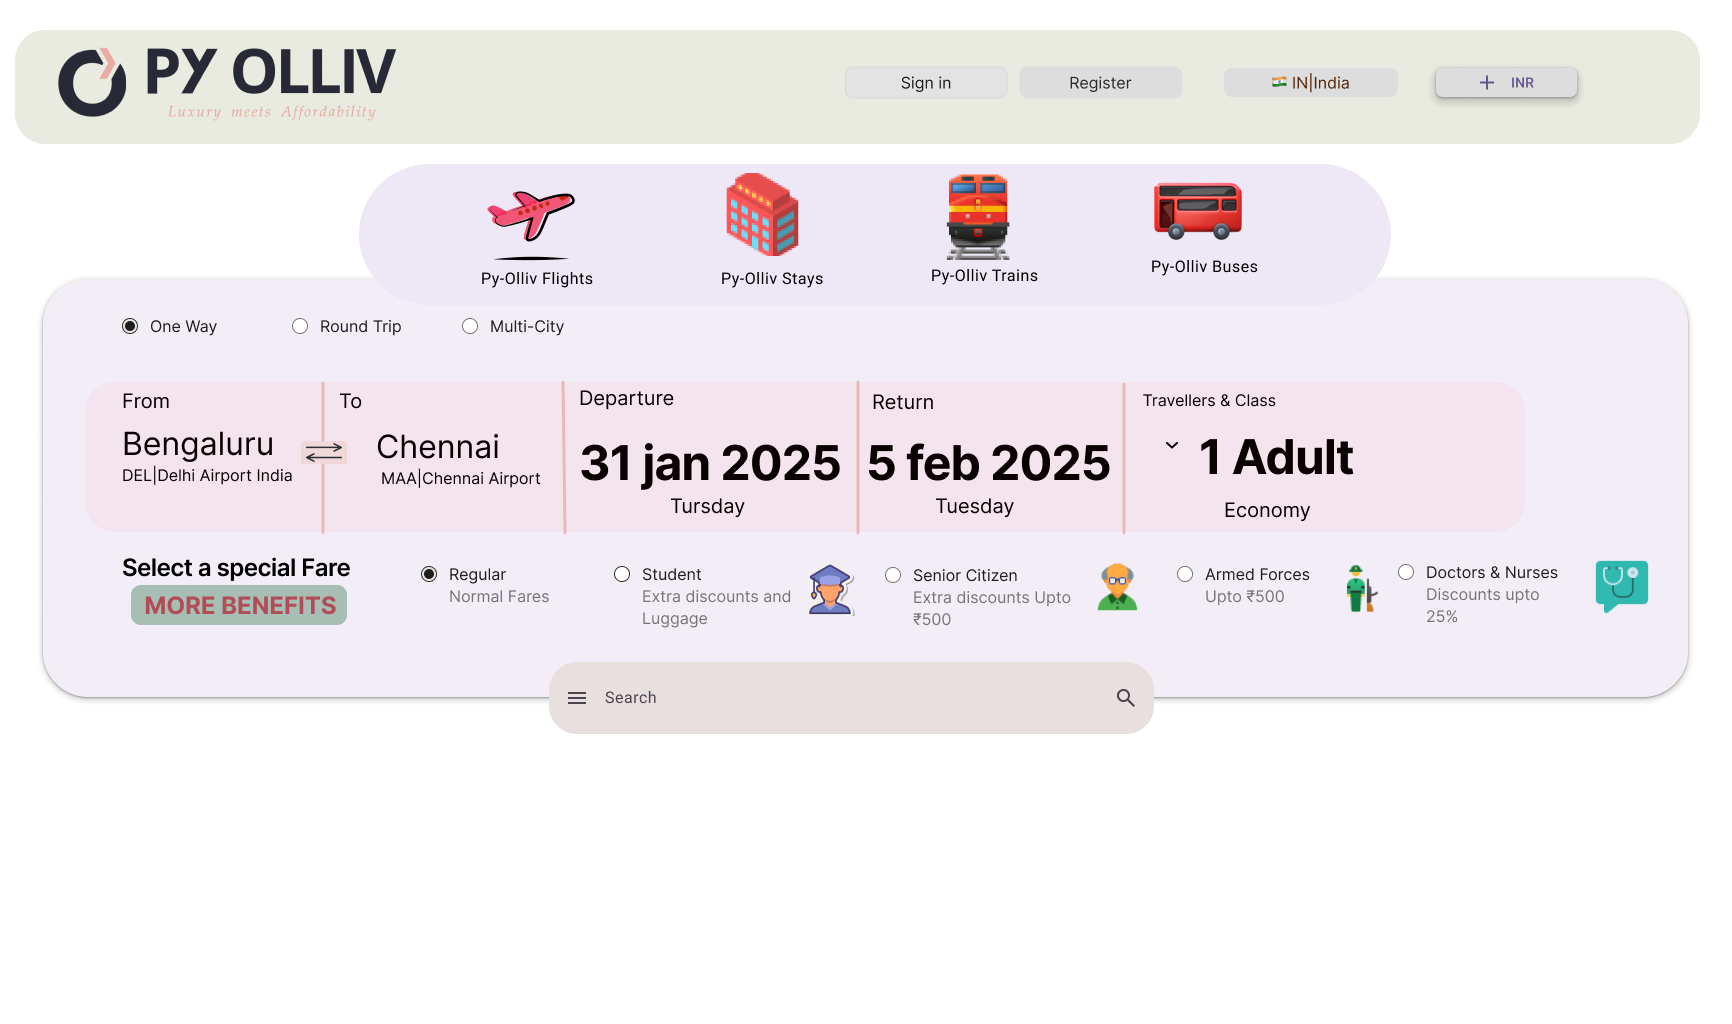 PY OLLIV
Luxury meets Affordability
Sign in
Register
IN|India
INR
Py-Olliv Flights
Py-Olliv Stays
Py-Olliv Trains
Py-Olliv Buses
One Way
Round Trip
Multi-City
From
Bengaluru
DEL|Delhi Airport India
To
Chennai
MAA|Chennai Airport
Departure
31 jan 2025
Tursday
Return
5 feb 2025
Tuesday
Travellers & Class
1 Adult
Economy
Select a special Fare
MORE BENEFITS
Regular
Normal Fares
Student
Extra discounts and
Luggage
Senior Citizen
Extra discounts Upto
₹500
Armed Forces
Upto ₹500
Doctors & Nurses
Discounts upto
25%
Search